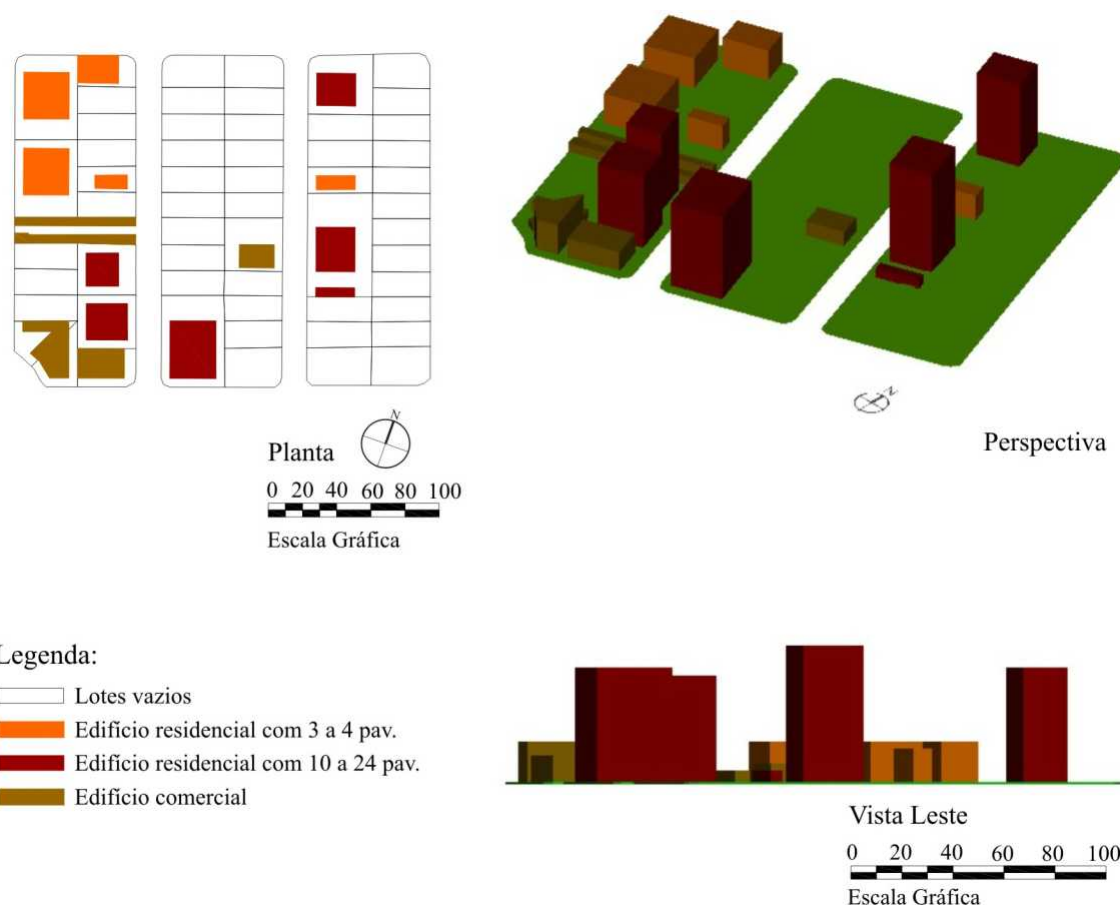 N
Planta
0 20 40 60 80 100
Escala Gráfica
N
Perspectiva
Legenda:
Lotes vazios
Edifício residencial com 3 a 4 pav.
Edifício residencial com 10 a 24 pav.
Edifício comercial
Vista Leste
0 20 40 60 80 100
Escala Gráfica